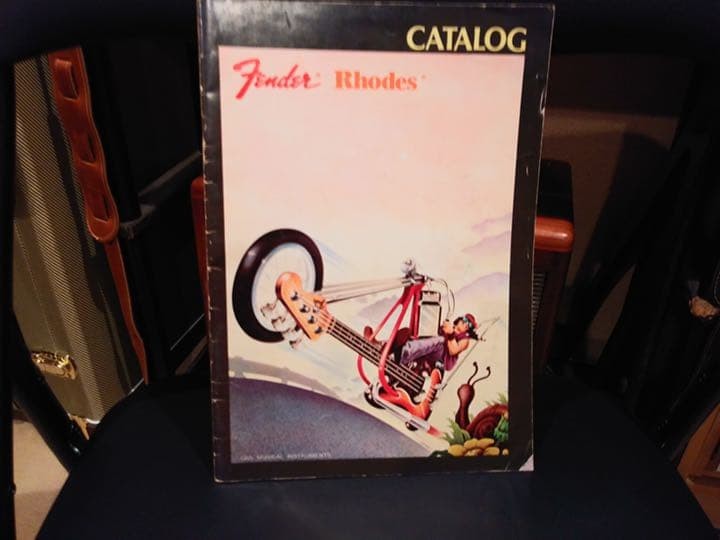 CATALOG
Fender® Rhodes®
CBS MUSICAL INSTRUMENTS